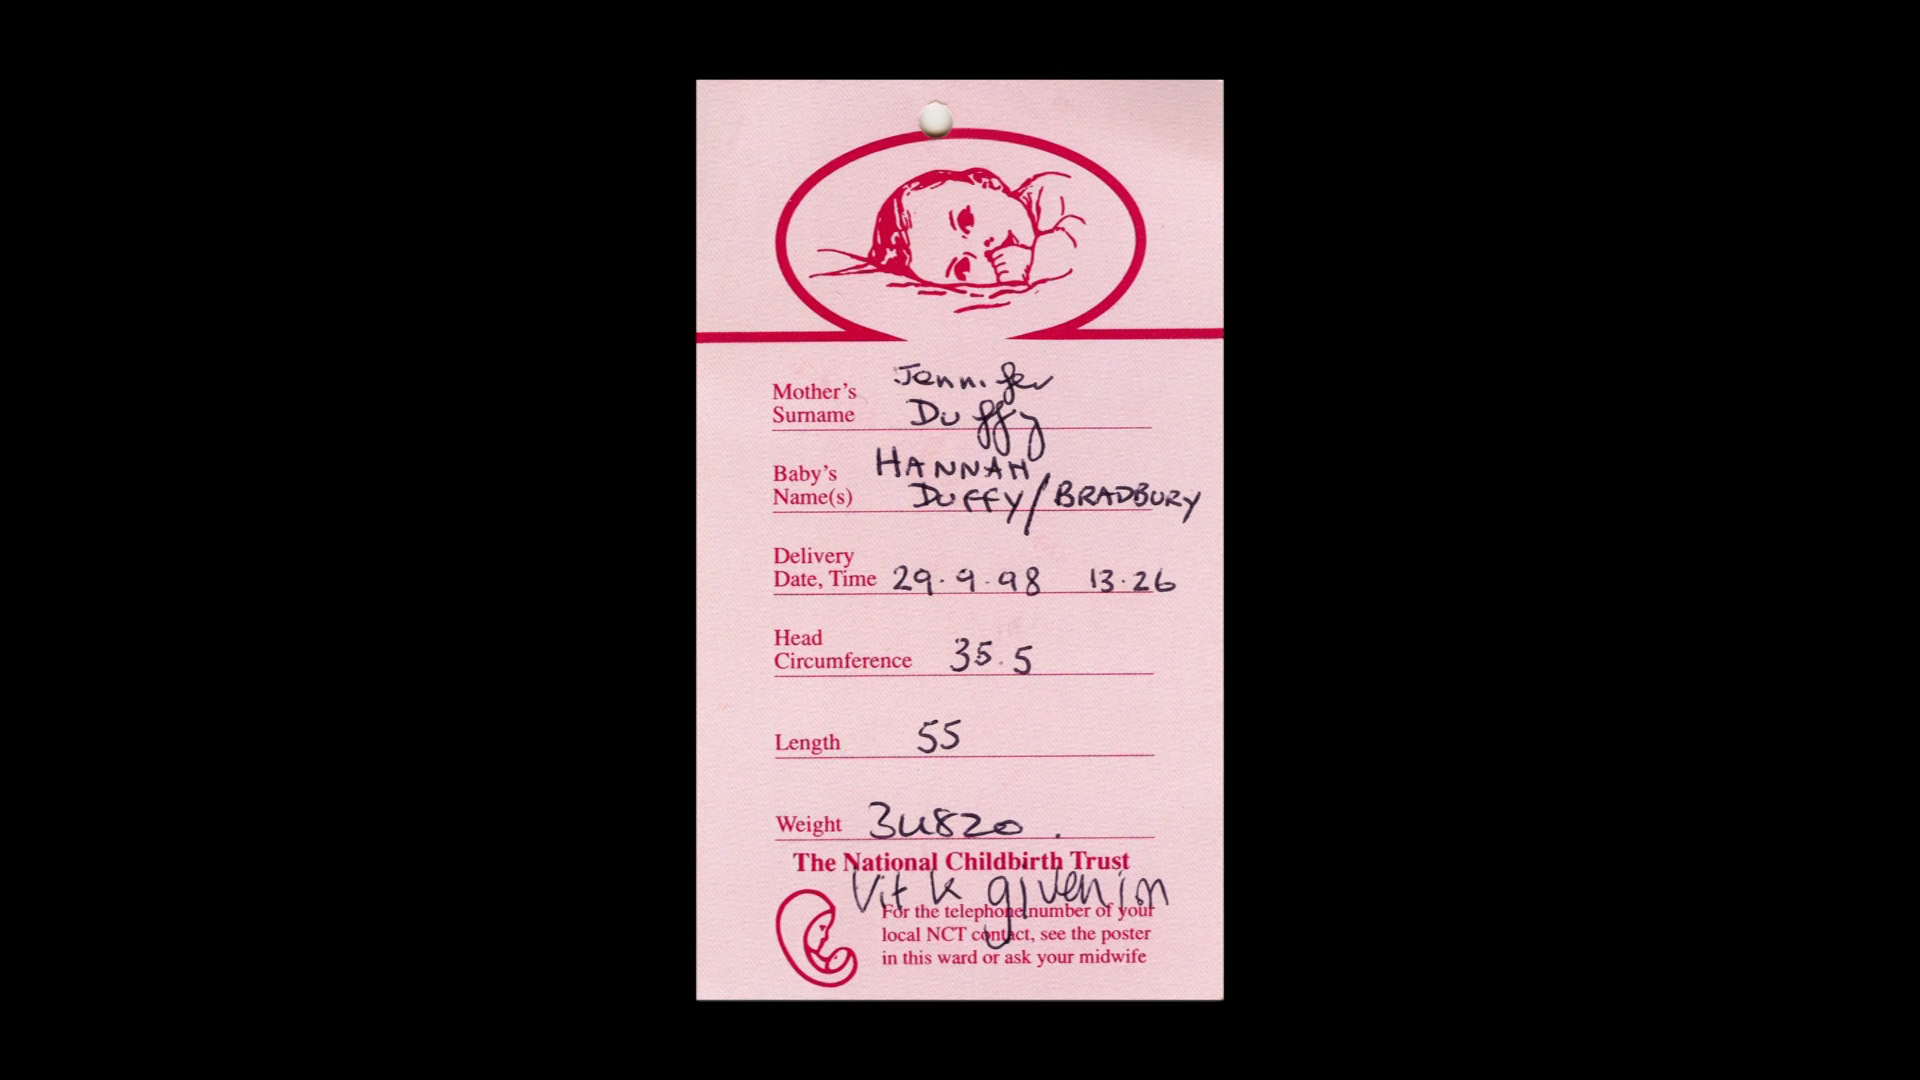 Jennifer
Mother's
Surname Duffy
HANNAH
Baby's
Name(s) DUFFY/BRADBURY
Delivery
Date, Time 29.9.98 13.26
Head
Circumference 35.5
Length 55
Weight 3u820.
The National Childbirth Trust
Vit K given im
For the telephone number of your
local NCT contact, see the poster
in this ward or ask your midwife